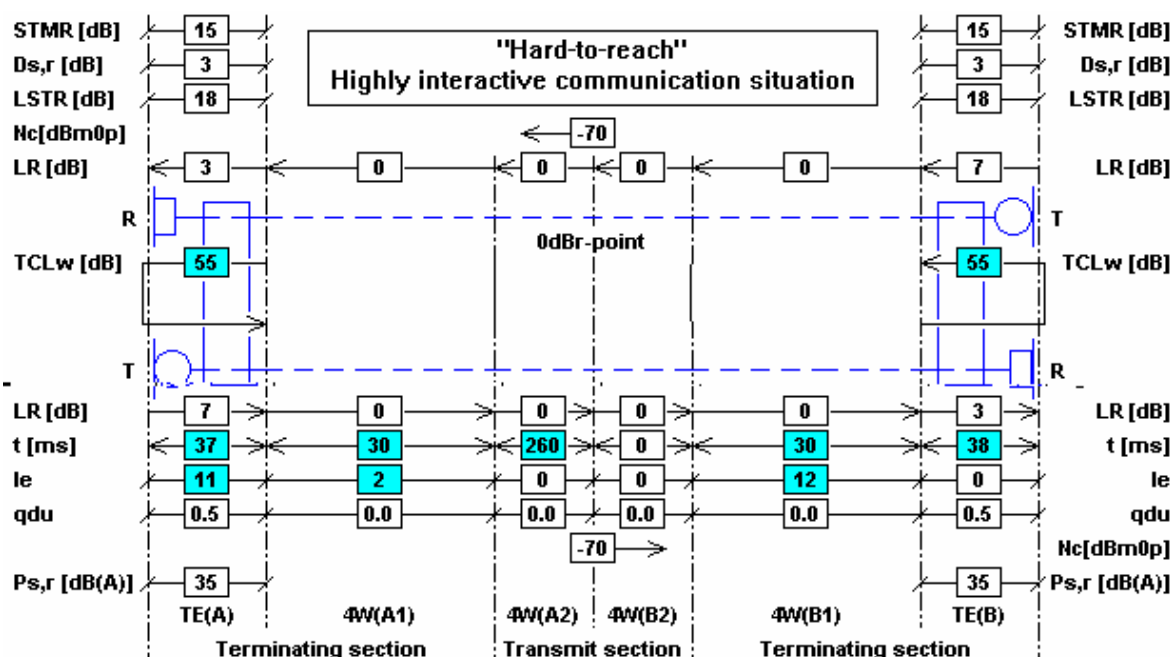 STMR [dB] 15 15 STMR [dB]
"Hard-to-reach"
Highly interactive communication situation
Ds,r [dB] 3 3 Ds,r [dB]
LSTR [dB] 18 18 LSTR [dB]
Nc[dBm0p] -70
LR [dB] 3 0 0 0 0 7 LR [dB]
R T
0dBr-point
TCLw [dB] 55 55 TCLw [dB]
T R
LR [dB] 7 0 0 0 0 3 LR [dB]
t [ms] 37 30 260 0 30 38 t [ms]
Ie 11 2 0 0 12 0 Ie
qdu 0.5 0.0 0.0 0.0 0.0 0.5 qdu
-70 Nc[dBm0p]
Ps,r [dB(A)] 35 35 Ps,r [dB(A)]
TE(A) 4W(A1) 4W(A2) 4W(B2) 4W(B1) TE(B)
Terminating section Transmit section Terminating section